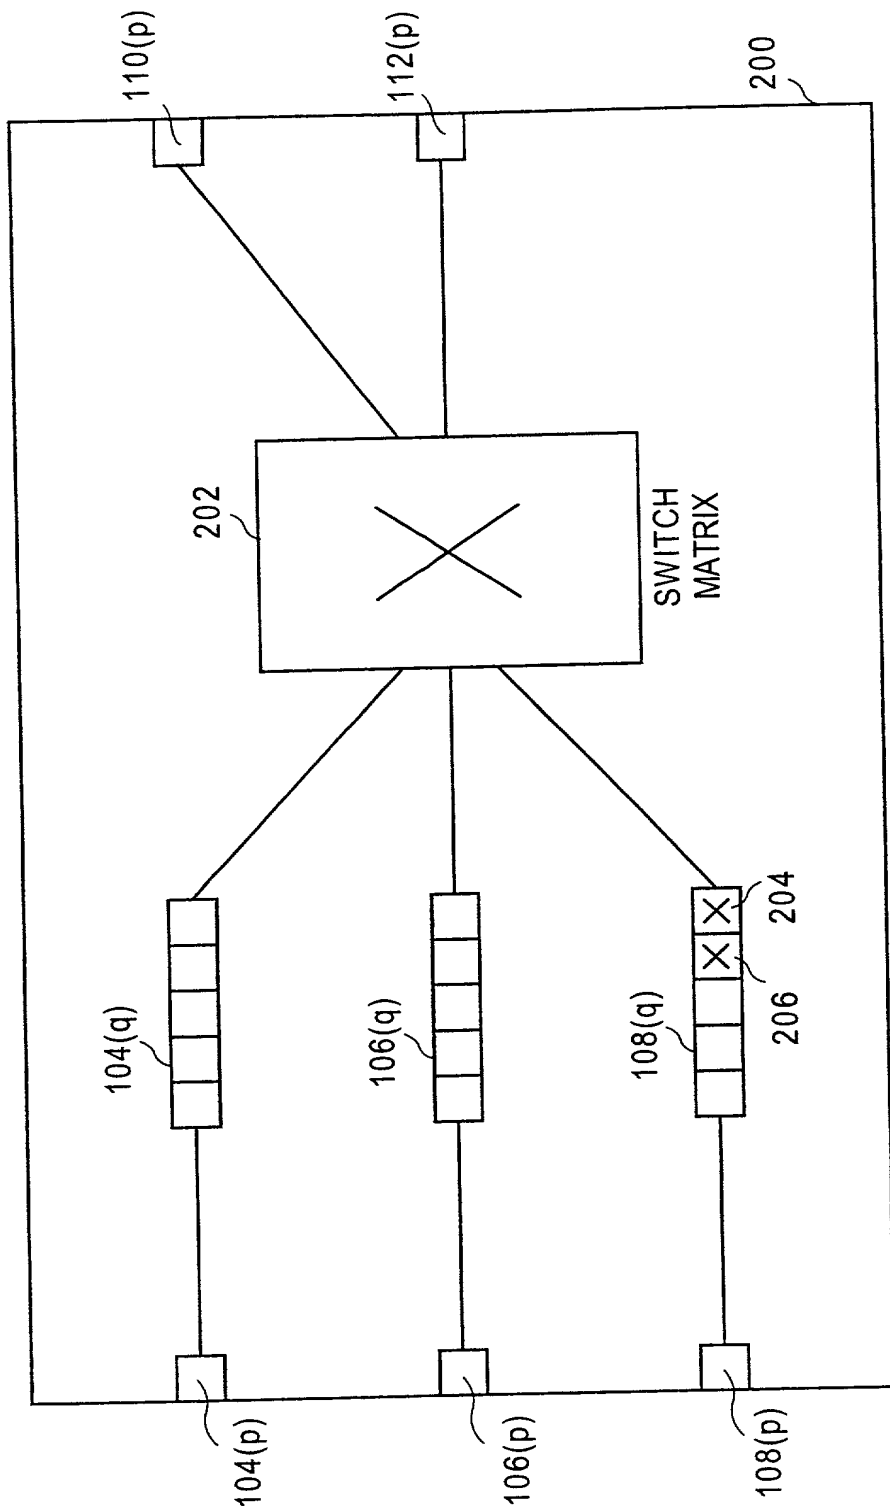 110(p)
112(p)
200
202
SWITCH
MATRIX
104(q)
106(q)
108(q)
204
206
104(p)
106(p)
108(p)